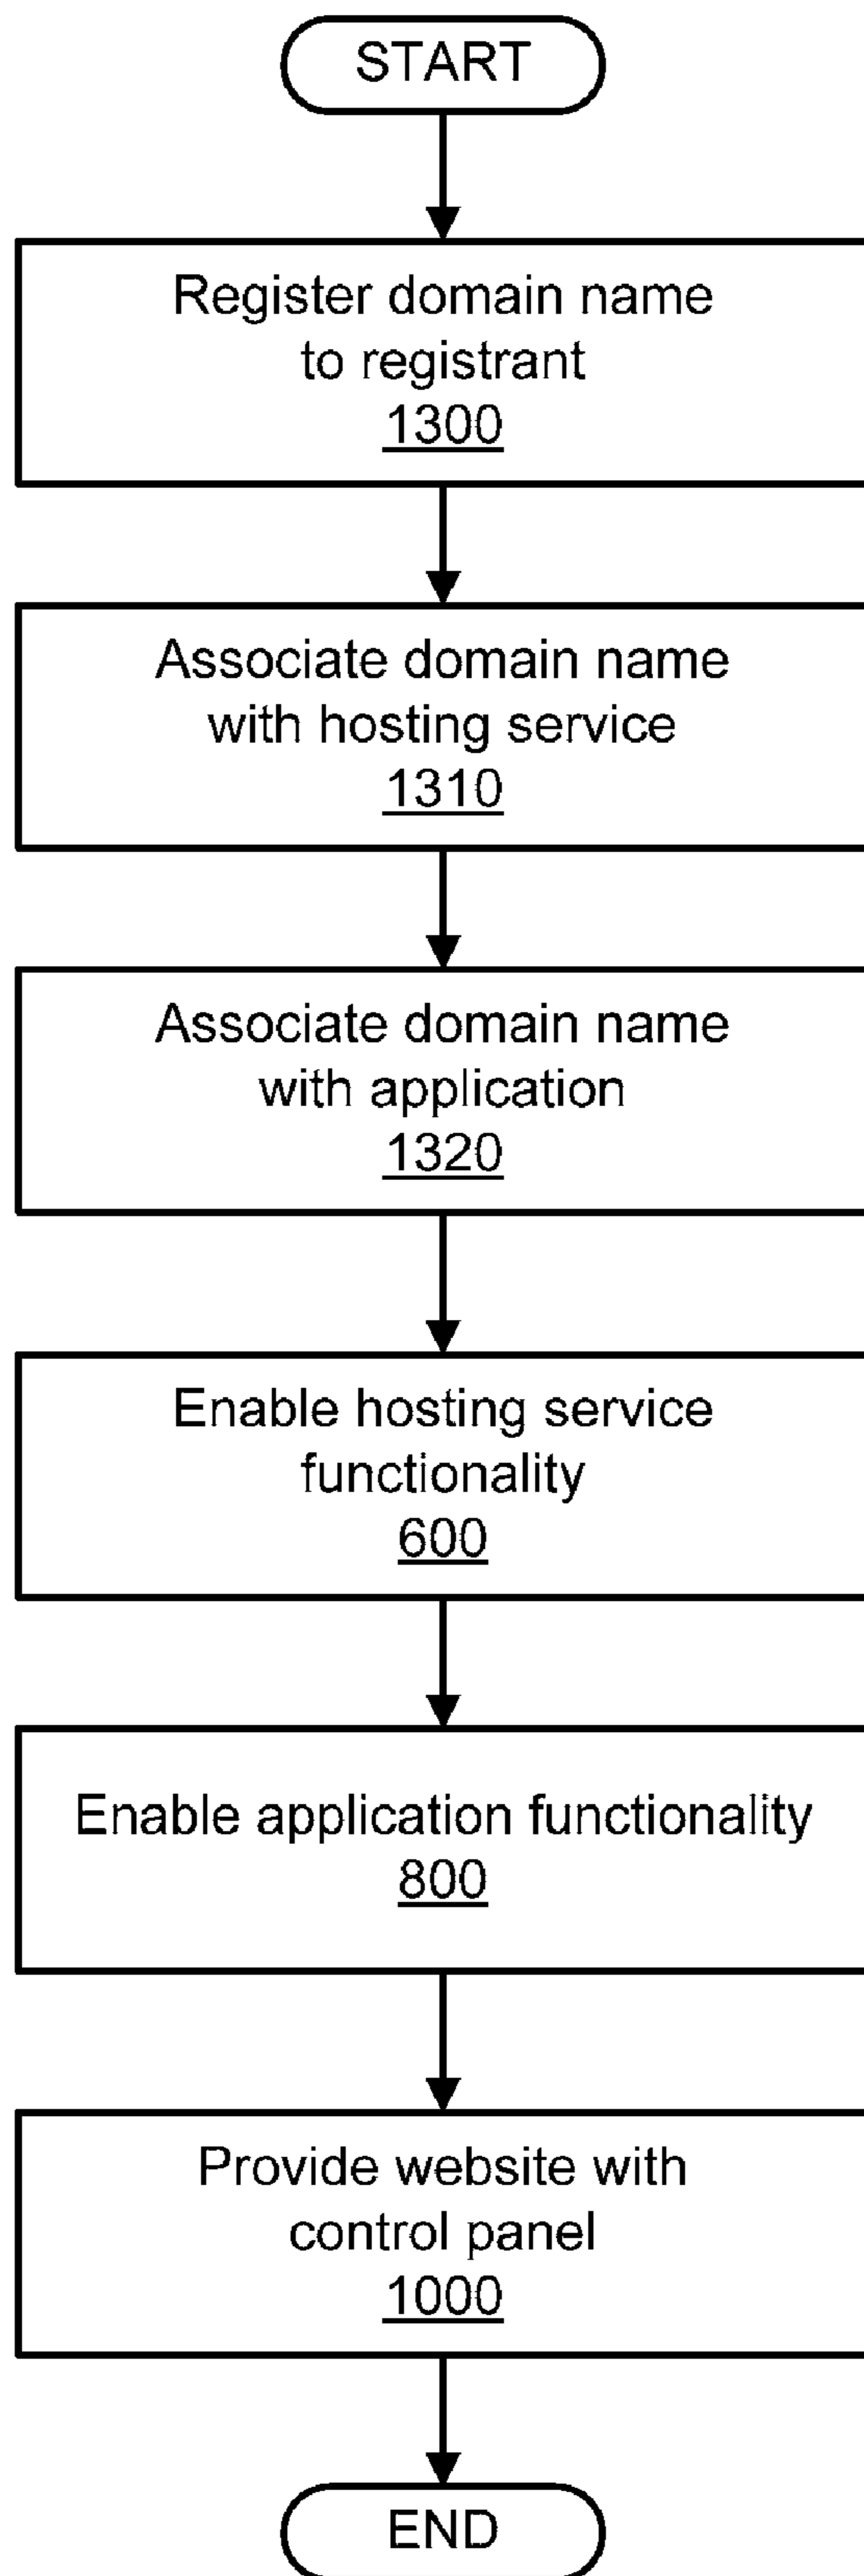 START
Register domain name
to registrant
1300
Associate domain name
with hosting service
1310
Associate domain name
with application
1320
Enable hosting service
functionality
600
Enable application functionality
800
Provide website with
control panel
1000
END